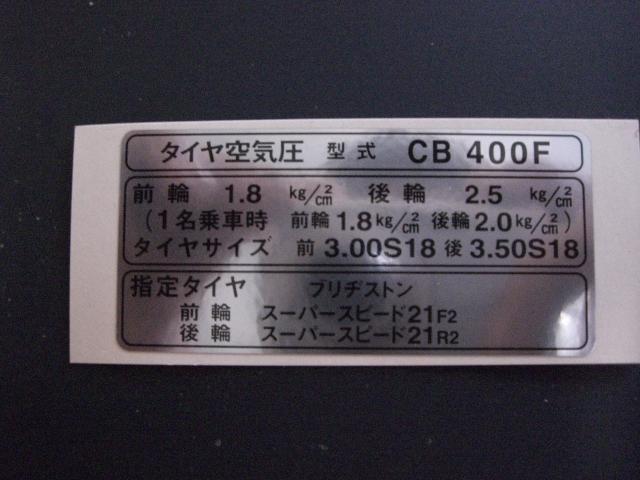 タイヤ空気圧 型式 CB 400F
前輪 1.8 kg/cm² 後輪 2.5 kg/cm²
(1名乗車時 前輪1.8kg/cm² 後輪2.0kg/cm²)
タイヤサイズ 前 3.00S18 後 3.50S18
指定タイヤ ブリヂストン
前輪 スーパースピード21F2
後輪 スーパースピード21R2